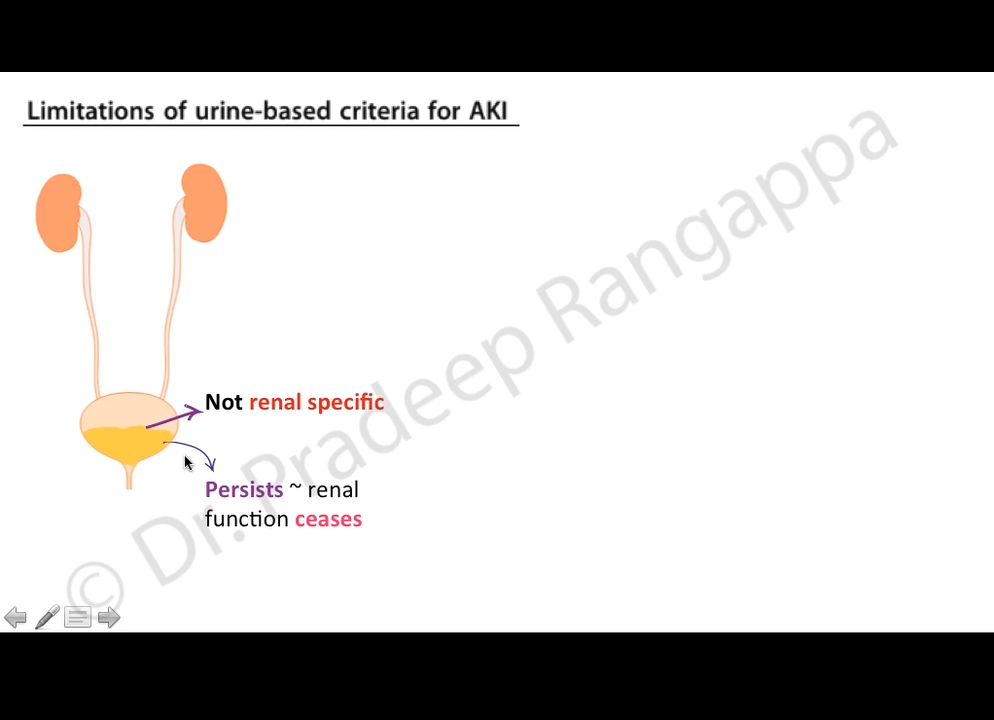 Limitations of urine-based criteria for AKI
Not renal specific
Persists ~ renal
function ceases
© Dr. Pradeep Rangappa